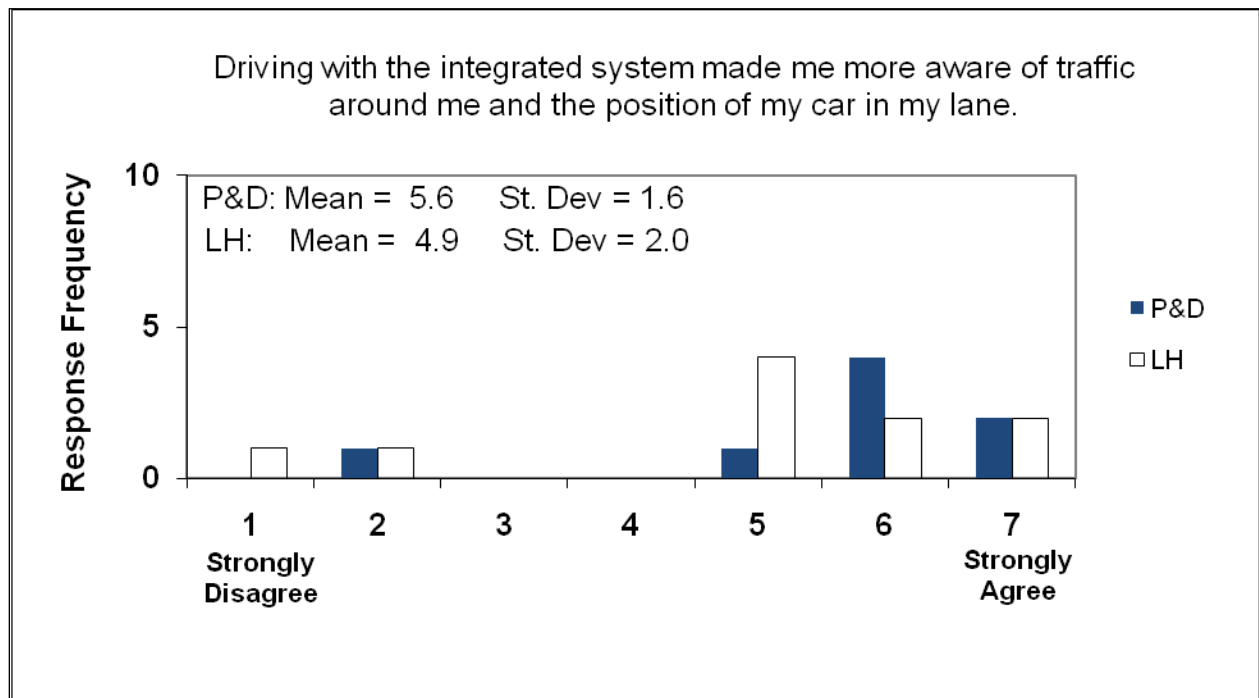 Driving with the integrated system made me more aware of traffic
around me and the position of my car in my lane.
P&D: Mean = 5.6 St. Dev = 1.6
LH: Mean = 4.9 St. Dev = 2.0
Response Frequency
10
5
0
1 2 3 4 5 6 7
Strongly Disagree
Strongly Agree
P&D
LH